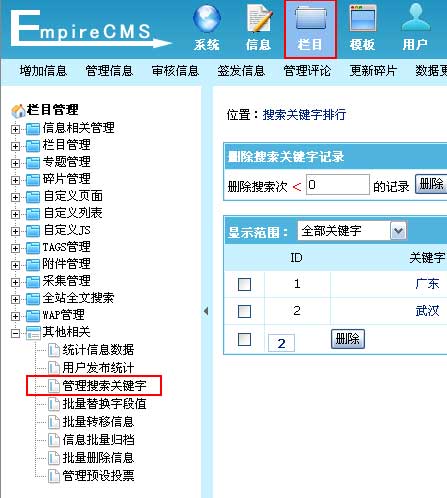 EmpireCMS
系统 信息 栏目 模板 用户
增加信息 管理信息 审核信息 签发信息 管理评论 更新碎片 数据更
栏目管理
信息相关管理
栏目管理
专题管理
碎片管理
自定义页面
自定义列表
自定义JS
TAGS管理
附件管理
采集管理
全站全文搜索
WAP管理
其他相关
统计信息数据
用户发布统计
管理搜索关键字
批量替换字段值
批量转移信息
信息批量归档
批量删除信息
管理预设投票
位置：搜索关键字排行
删除搜索关键字记录
删除搜索次 < 0 的记录 删除
显示范围： 全部关键字
ID 关键字
1 广东
2 武汉
2 删除